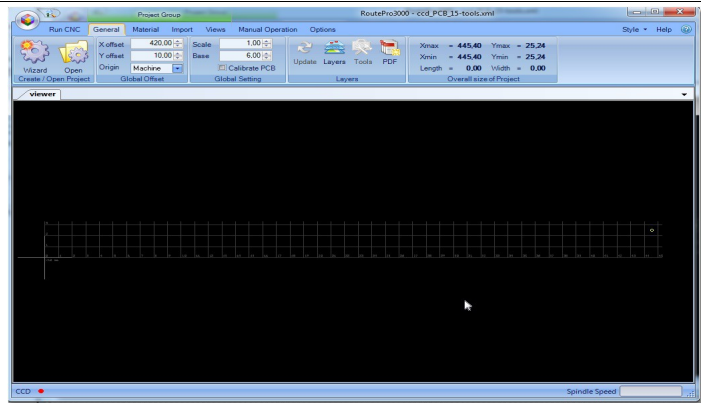 Project Group
RoutePro3000 - ccd_PCB_15-tools.xml
Run CNC General Material Import Views Manual Operation Options Style Help
X offset 420,00 Scale 1,00 Xmax = 445,40 Ymax = 25,24
Y offset 10,00 Base 6,00 Xmin = 445,40 Ymin = 25,24
Wizard Open Origin Machine Calibrate PCB Update Layers Tools PDF Length = 0,00 Width = 0,00
Create / Open Project Global Offset Global Setting Layers Overall size of Project
viewer
CCD Spindle Speed